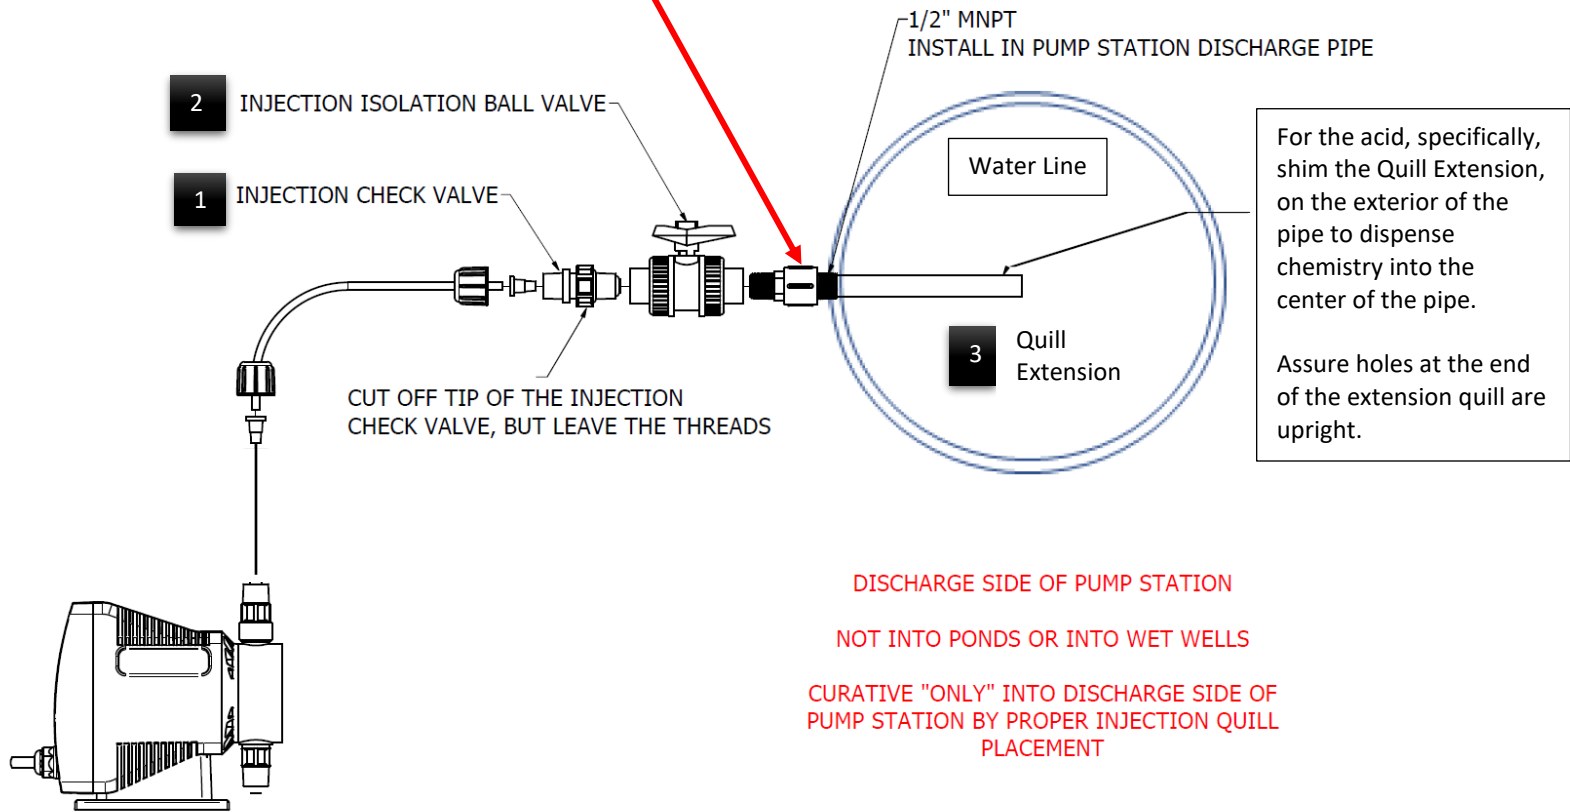 1/2" MNPT
INSTALL IN PUMP STATION DISCHARGE PIPE
2
INJECTION ISOLATION BALL VALVE
1
INJECTION CHECK VALVE
Water Line
For the acid, specifically,
shim the Quill Extension,
on the exterior of the
pipe to dispense
chemistry into the
center of the pipe.
Assure holes at the end
of the extension quill are
upright.
3
Quill
Extension
CUT OFF TIP OF THE INJECTION
CHECK VALVE, BUT LEAVE THE THREADS
DISCHARGE SIDE OF PUMP STATION
NOT INTO PONDS OR INTO WET WELLS
CURATIVE "ONLY" INTO DISCHARGE SIDE OF
PUMP STATION BY PROPER INJECTION QUILL
PLACEMENT